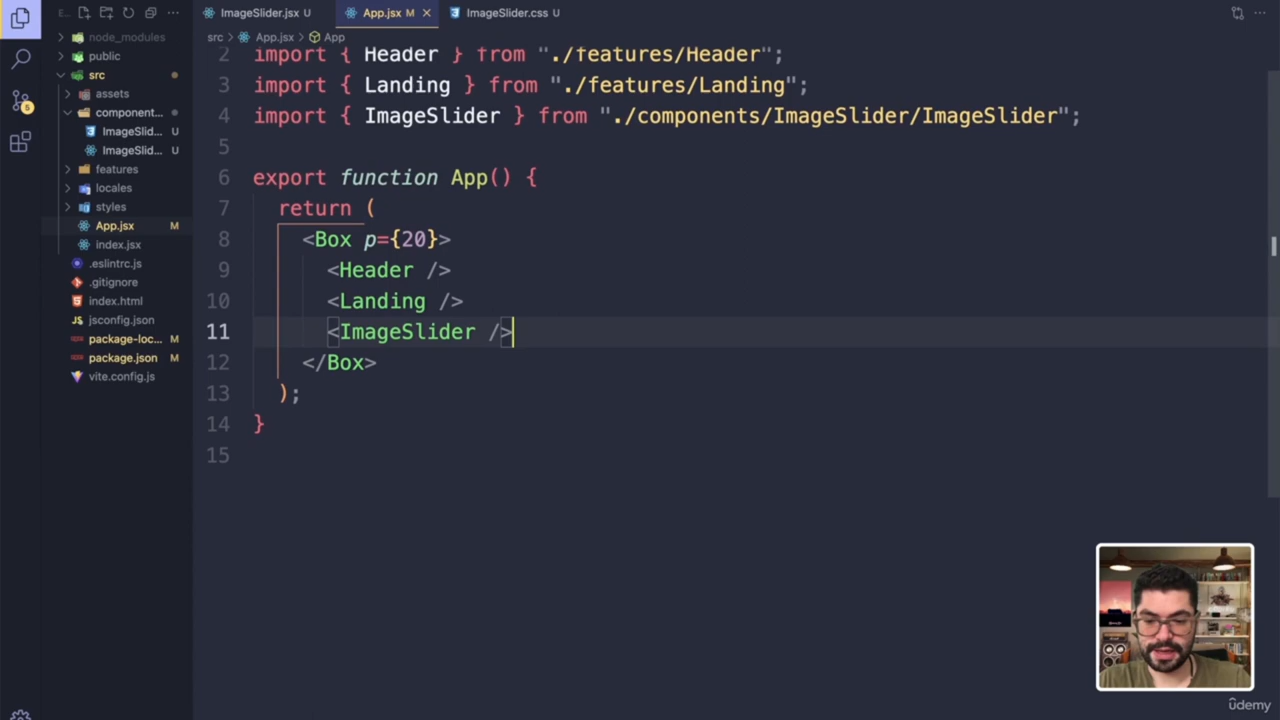 E...
ImageSlider.jsx U
App.jsx M
ImageSlider.css U
src > App.jsx > App
node_modules
public
src
assets
component...
ImageSlid... U
ImageSlid... U
features
locales
styles
App.jsx M
index.jsx
.eslintrc.js
.gitignore
index.html
jsconfig.json
package-loc... M
package.json M
vite.config.js
6
2 import { Header } from "./features/Header";
3 import { Landing } from "./features/Landing";
4 import { ImageSlider } from "./components/ImageSlider/ImageSlider";
5
6 export function App() {
7 return (
8 <Box p={20}>
9 <Header />
10 <Landing />
11 <ImageSlider />
12 </Box>
13 );
14 }
15
ûdemy